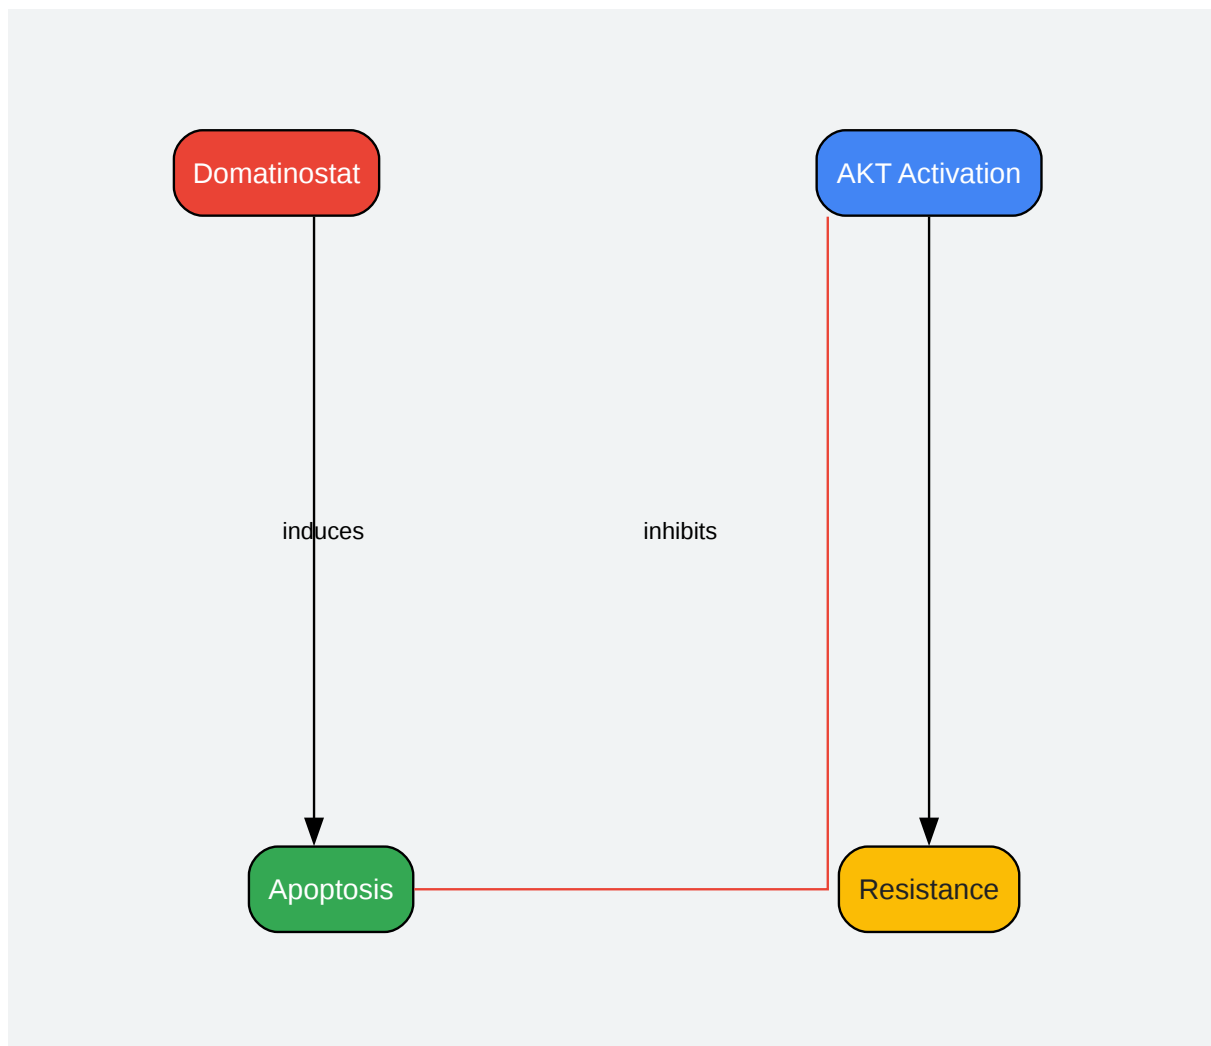 Domatinostat
AKT Activation
induces
inhibits
Apoptosis
Resistance